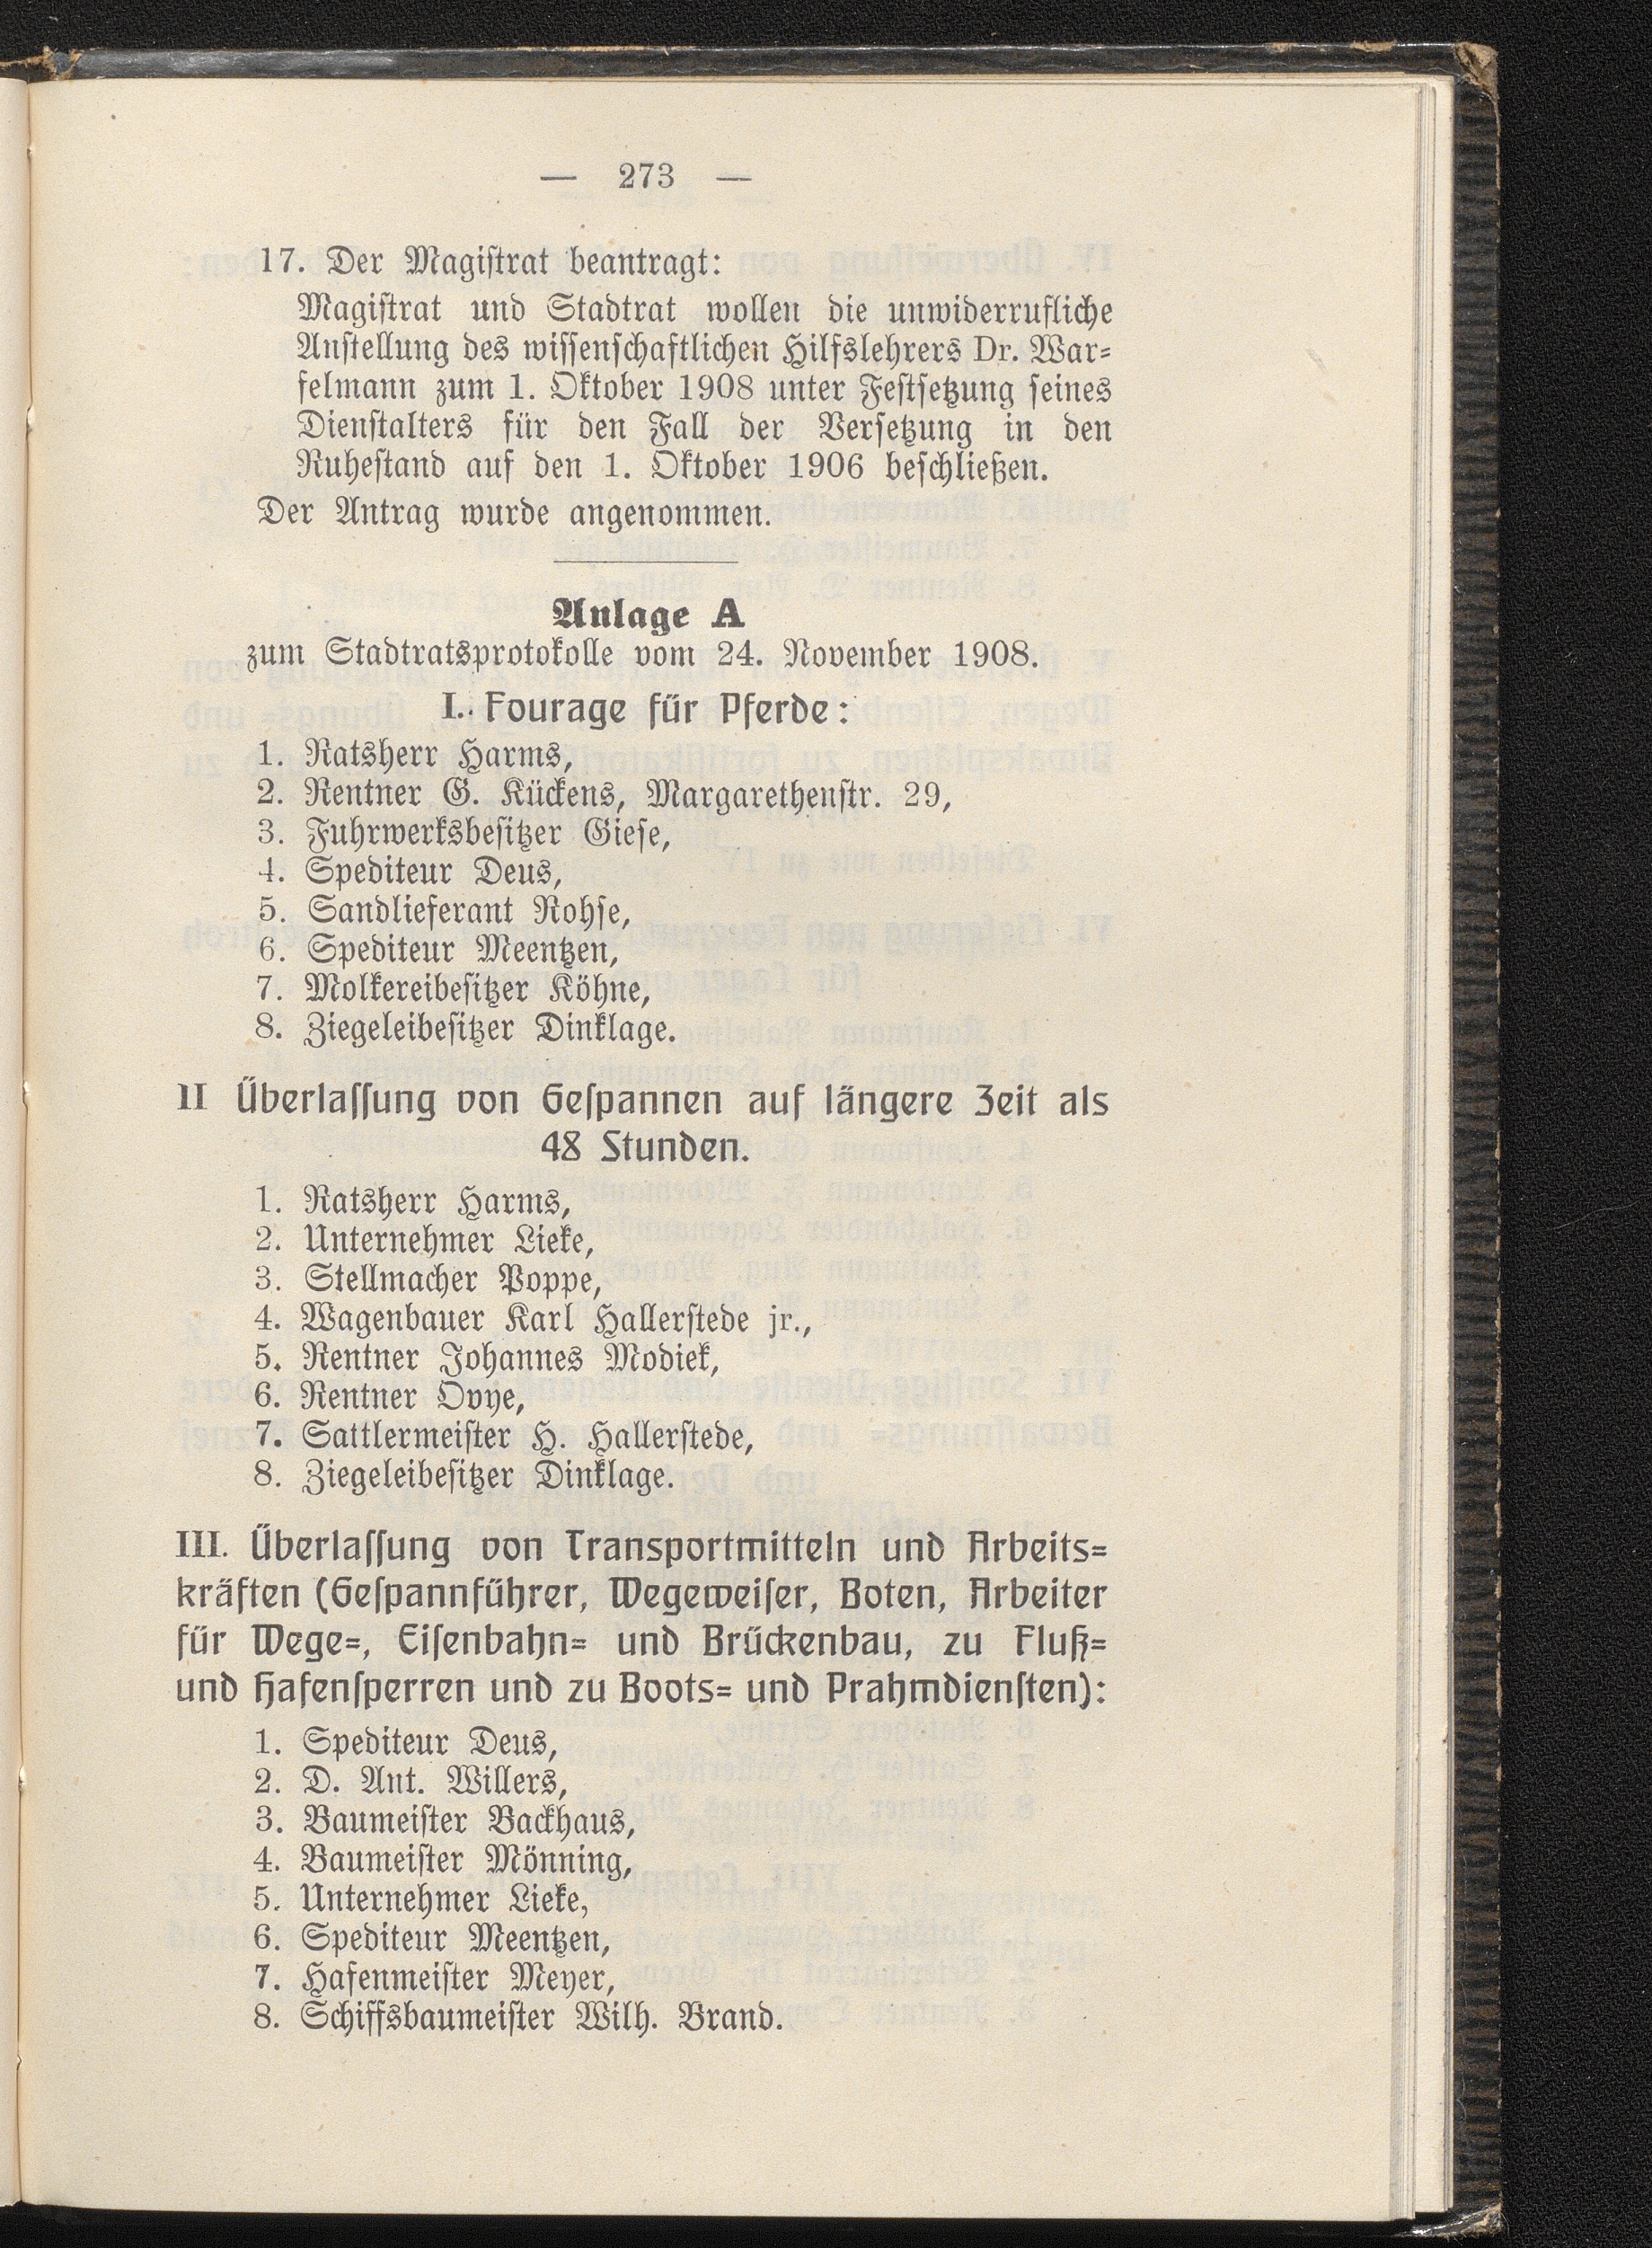 — 273 —
17. Der Magiſtrat beantragt:
Magiſtrat und Stadtrat wollen die unwiderrufliche
Anſtellung des wiſſenſchaftlichen Hilfslehrers Dr. War=
felmann zum 1. Oktober 1908 unter Feſtſetzung ſeines
Dienſtalters für den Fall der Verſetzung in den
Ruheſtand auf den 1. Oktober 1906 beſchließen.
Der Antrag wurde angenommen.
Anlage A
zum Stadtratsprotokolle vom 24. November 1908.
I. Fourage für Pferde:
1. Ratsherr Harms,
2. Rentner G. Kückens, Margarethenſtr. 29,
3. Fuhrwerksbeſitzer Gieſe,
4. Spediteur Deus,
5. Sandlieferant Rohſe,
6. Spediteur Meentzen,
7. Molkereibeſitzer Köhne,
8. Ziegeleibeſitzer Dinklage.
II Überlaſſung von Geſpannen auf längere Zeit als
48 Stunden.
1. Ratsherr Harms,
2. Unternehmer Lieke,
3. Stellmacher Poppe,
4. Wagenbauer Karl Hallerſtede jr.,
5. Rentner Johannes Modiek,
6. Rentner Ovye,
7. Sattlermeiſter H. Hallerſtede,
8. Ziegeleibeſitzer Dinklage.
III. Überlaſſung von Transportmitteln und Arbeits=
kräften (Geſpannführer, Wegeweiſer, Boten, Arbeiter
für Wege=, Eiſenbahn= und Brückenbau, zu Fluß=
und Hafenſperren und zu Boots= und Prahmdienſten):
1. Spediteur Deus,
2. D. Ant. Willers,
3. Baumeiſter Backhaus,
4. Baumeiſter Mönning,
5. Unternehmer Lieke,
6. Spediteur Meentzen,
7. Hafenmeiſter Meyer,
8. Schiffsbaumeiſter Wilh. Brand.